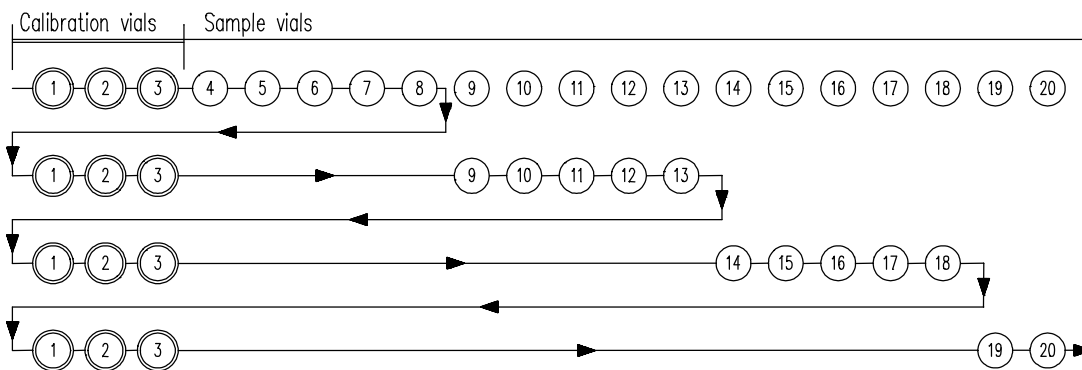 Calibration vials Sample vials
1 2 3 4 5 6 7 8 9 10 11 12 13 14 15 16 17 18 19 20
1 2 3 9 10 11 12 13
1 2 3 14 15 16 17 18
1 2 3 19 20